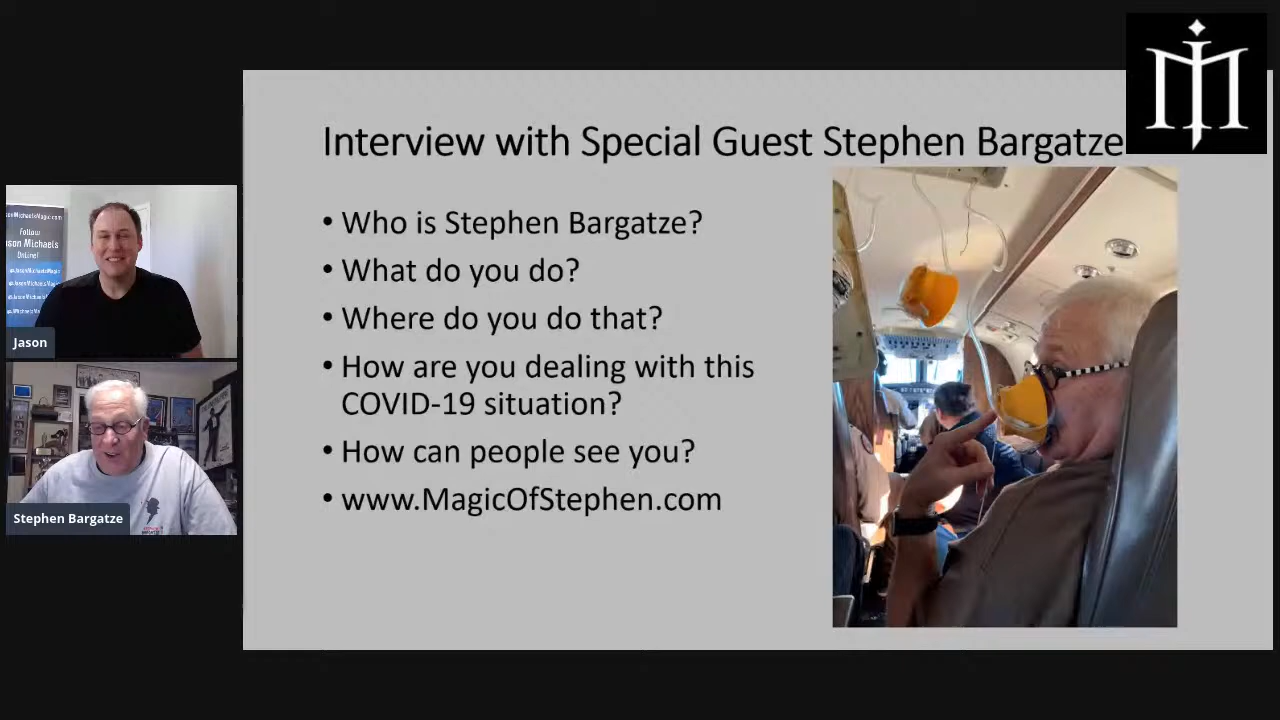 Interview with Special Guest Stephen Bargatze
• Who is Stephen Bargatze?
• What do you do?
• Where do you do that?
• How are you dealing with this
COVID-19 situation?
• How can people see you?
• www.MagicOfStephen.com
Follow
Online!
Jason
Stephen Bargatze